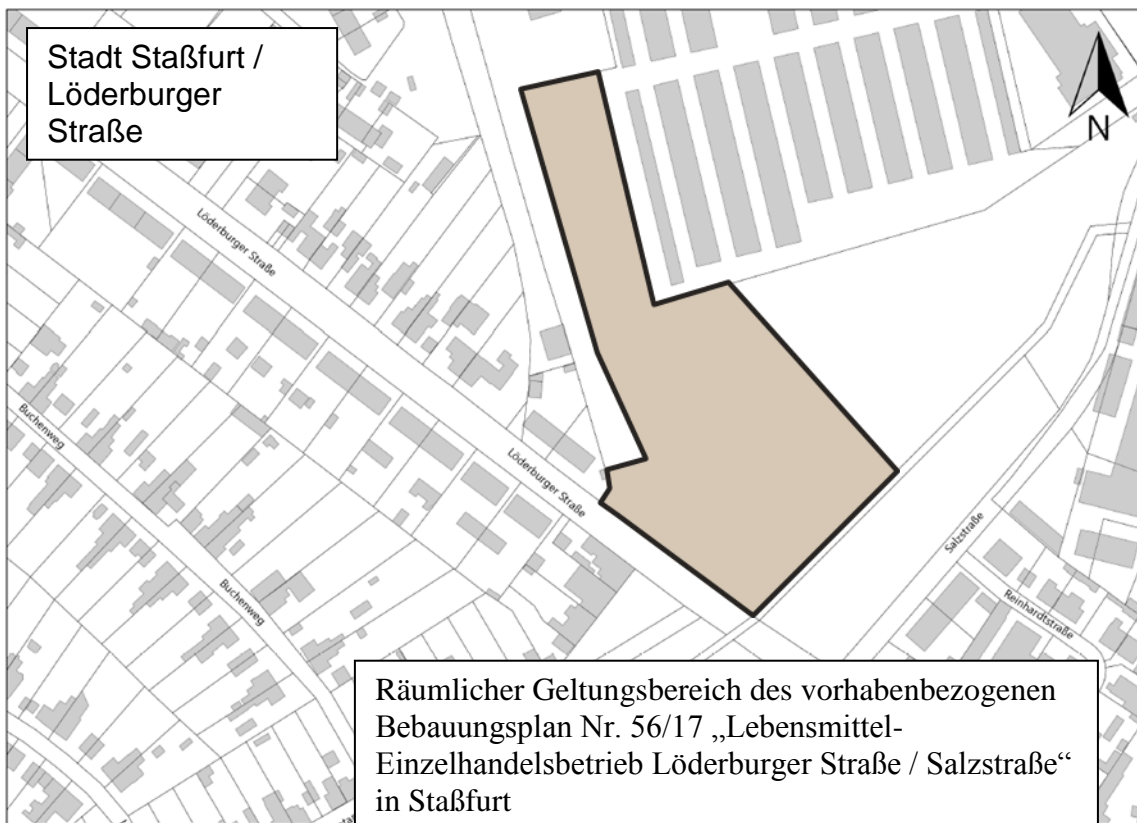 Stadt Staßfurt /
Löderburger
Straße
N
Löderburger Straße
Löderburger Straße
Buchenweg
Buchenweg
Salzstraße
Reinhardtstraße
Räumlicher Geltungsbereich des vorhabenbezogenen
Bebauungsplan Nr. 56/17 „Lebensmittel-
Einzelhandelsbetrieb Löderburger Straße / Salzstraße“
in Staßfurt